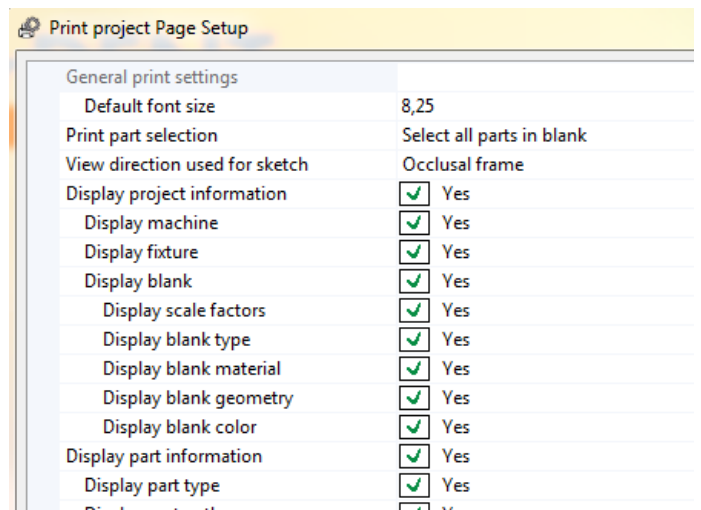 Print project Page Setup
General print settings
Default font size 8,25
Print part selection Select all parts in blank
View direction used for sketch Occlusal frame
Display project information Yes
Display machine Yes
Display fixture Yes
Display blank Yes
Display scale factors Yes
Display blank type Yes
Display blank material Yes
Display blank geometry Yes
Display blank color Yes
Display part information Yes
Display part type Yes